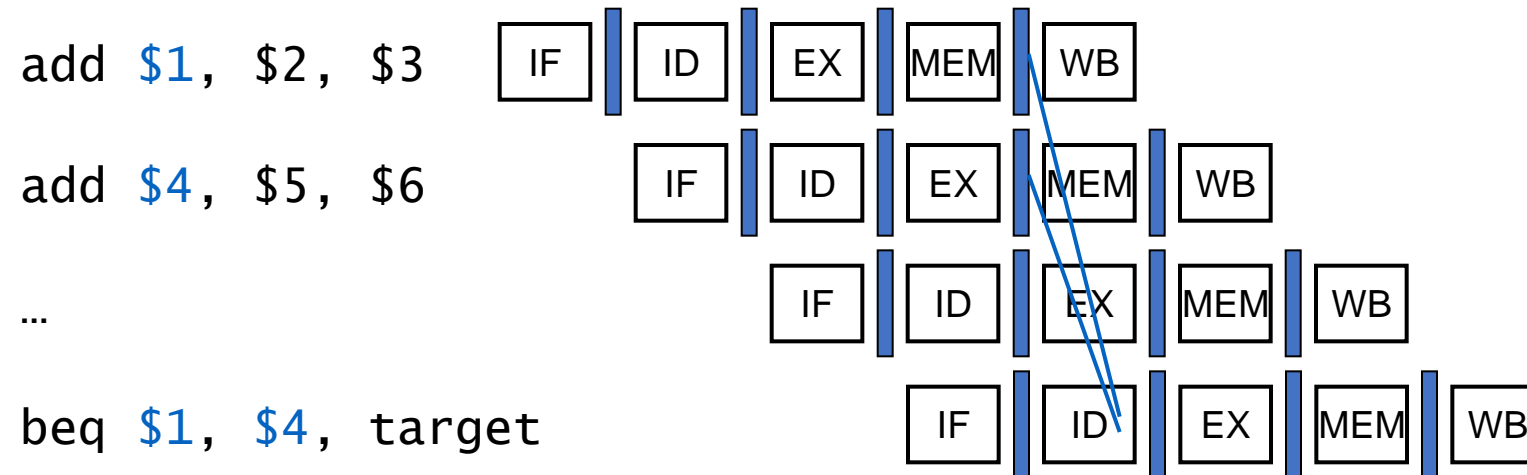 add $1, $2, $3 IF ID EX MEM WB
add $4, $5, $6 IF ID EX MEM WB
… IF ID EX MEM WB
beq $1, $4, target IF ID EX MEM WB